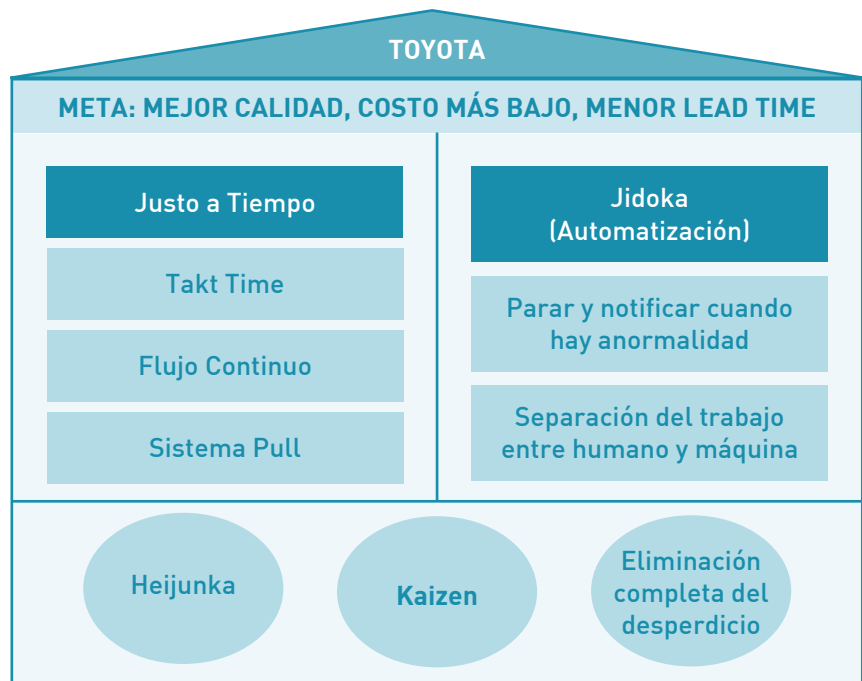 TOYOTA
META: MEJOR CALIDAD, COSTO MÁS BAJO, MENOR LEAD TIME
Justo a Tiempo
Takt Time
Flujo Continuo
Sistema Pull
Jidoka
(Automatización)
Parar y notificar cuando
hay anormalidad
Separación del trabajo
entre humano y máquina
Heijunka
Kaizen
Eliminación
completa del
desperdicio